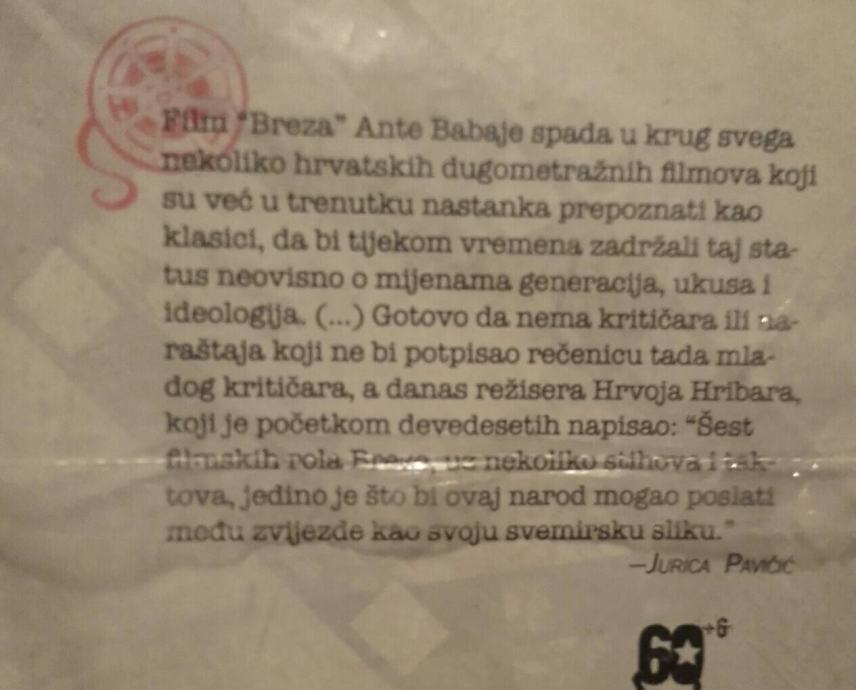 Film “Breza” Ante Babaje spada u krug svega
nekoliko hrvatskih dugometražnih filmova koji
su već u trenutku nastanka prepoznati kao
klasici, da bi tijekom vremena zadržali taj sta-
tus neovisno o mijenama generacija, ukusa i
ideologija. (...) Gotovo da nema kritičara ili na-
raštaja koji ne bi potpisao rečenicu tada mla-
dog kritičara, a danas režisera Hrvoja Hribara,
koji je početkom devedesetih napisao: “Šest
filmskih rola Breze, uz nekoliko stihova i tak-
tova, jedino je što bi ovaj narod mogao poslati
među zvijezde kao svoju svemirsku sliku.”
–JURICA PAVIČIĆ
60+6